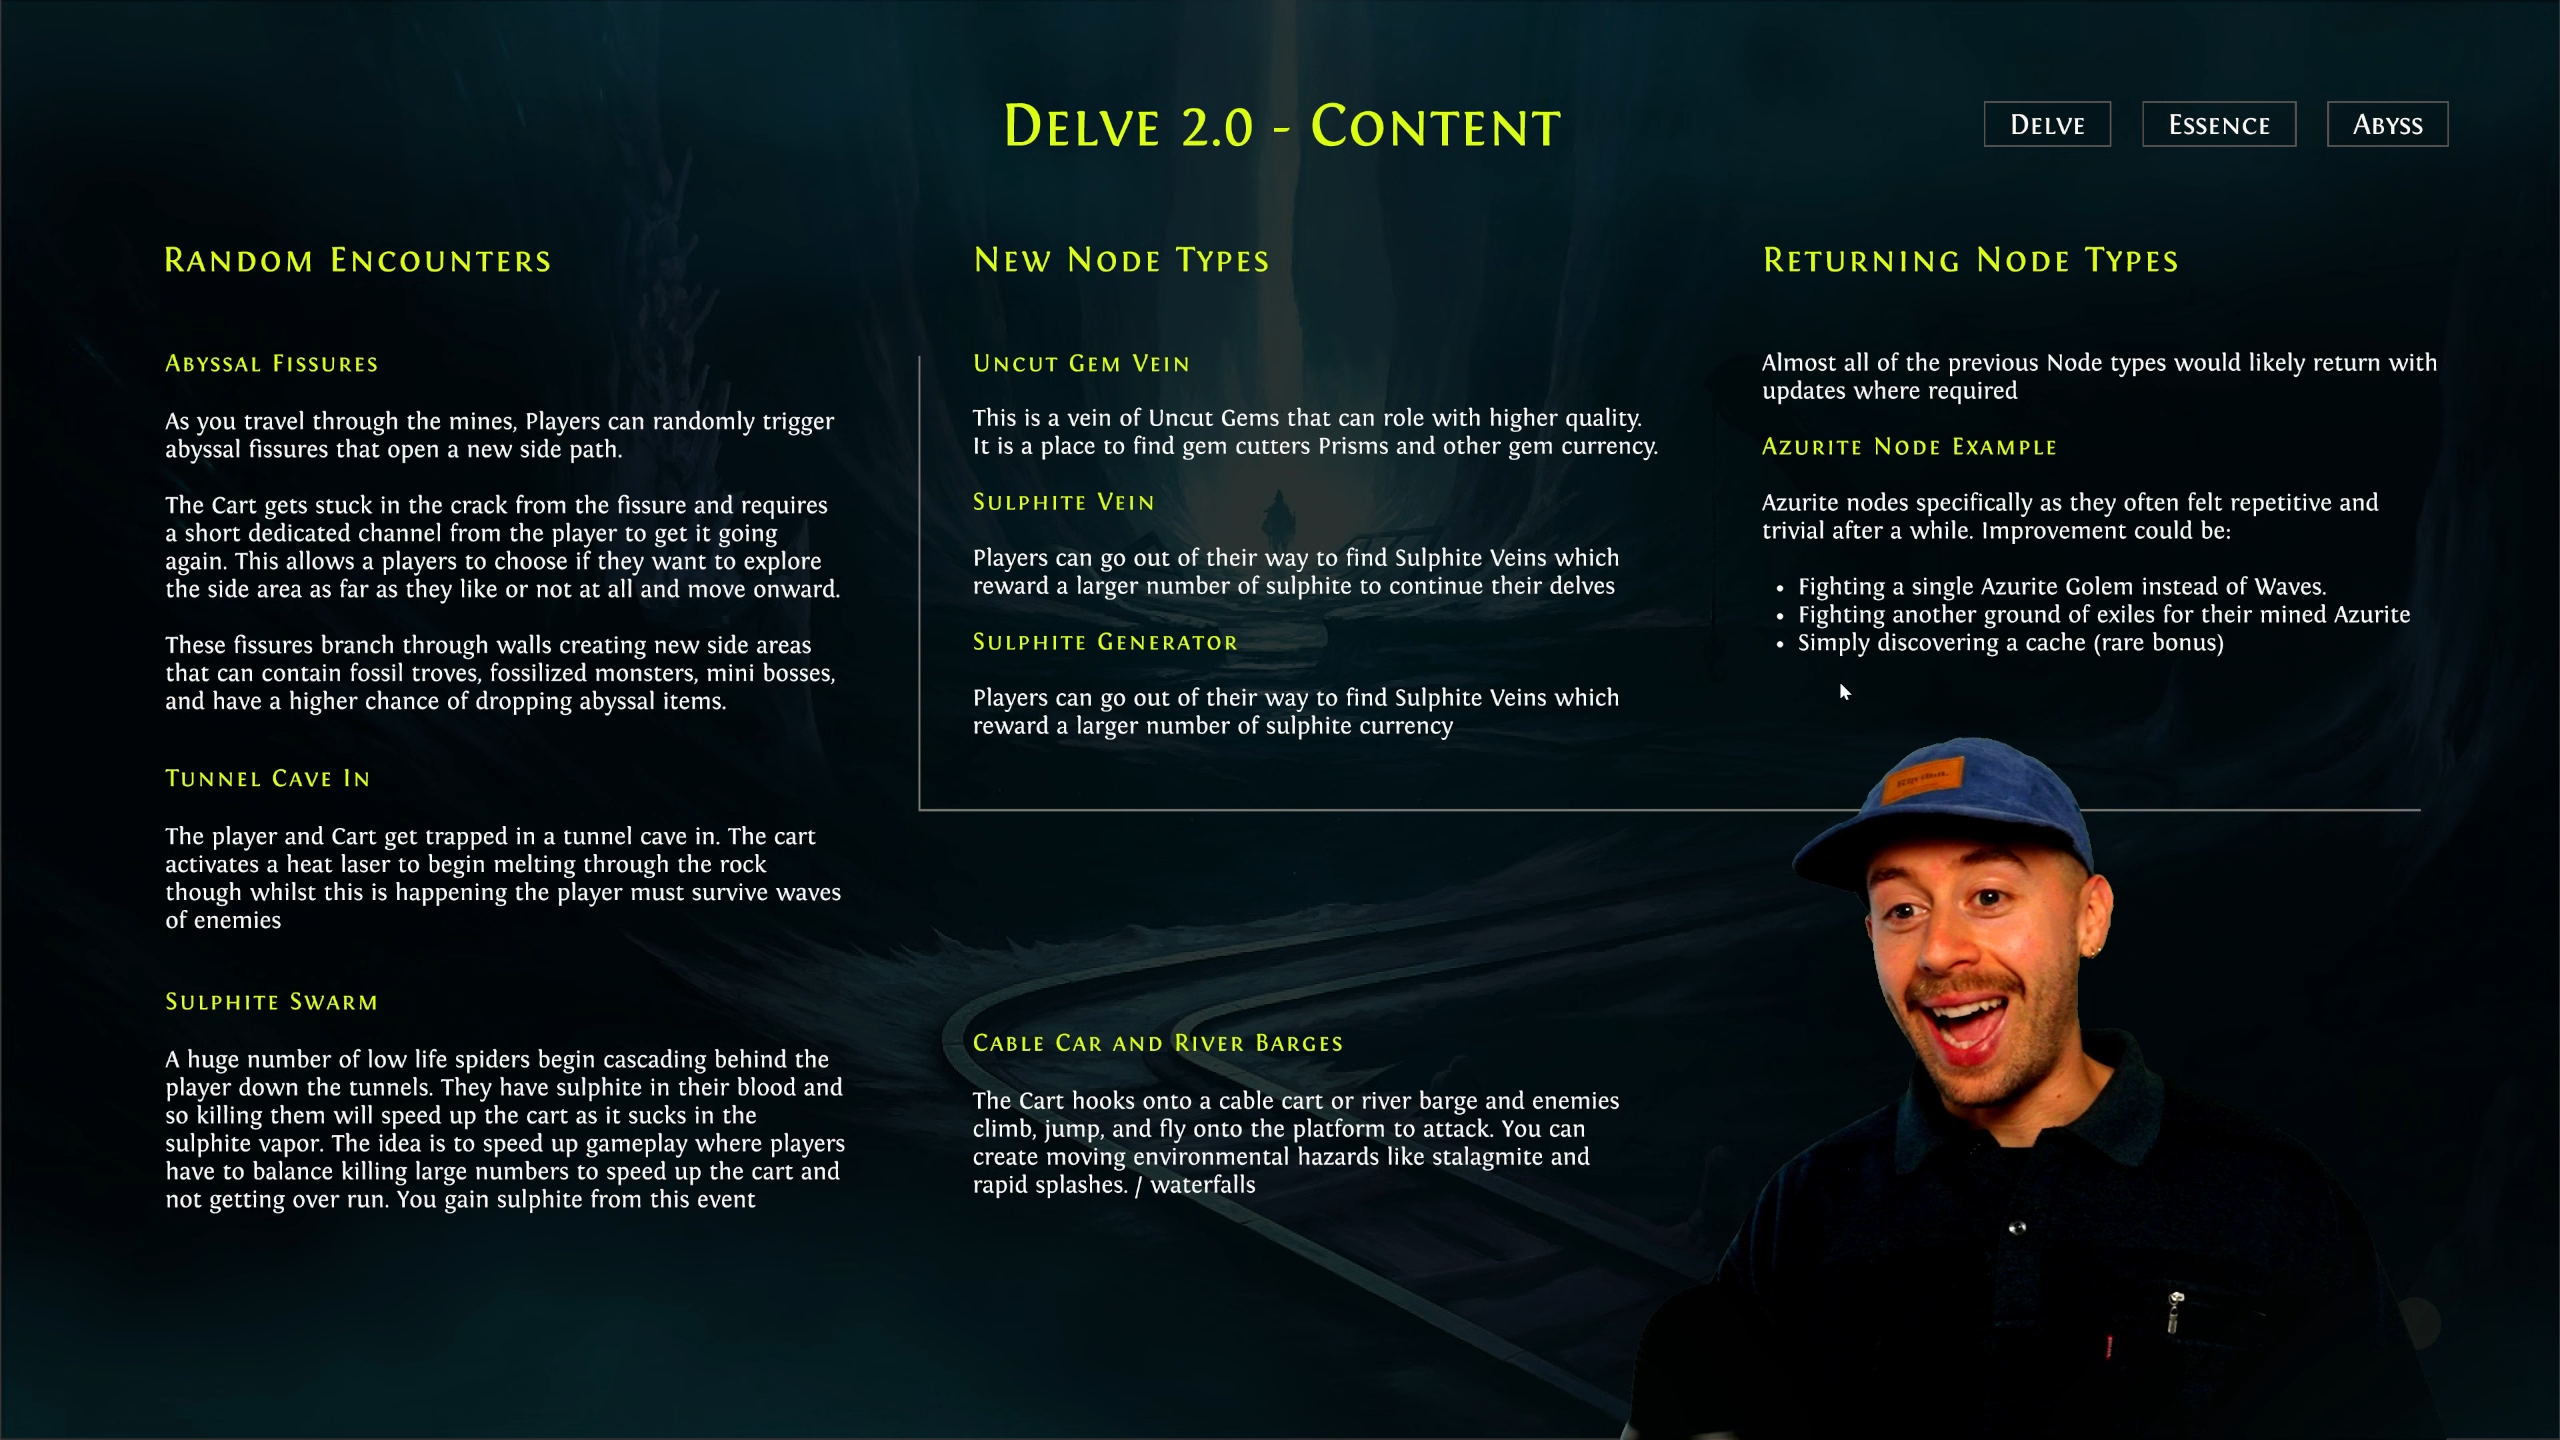 Delve 2.0 - Content
Delve
Essence
Abyss
Random Encounters
Abyssal Fissures
As you travel through the mines, Players can randomly trigger
abyssal fissures that open a new side path.
The Cart gets stuck in the crack from the fissure and requires
a short dedicated channel from the player to get it going
again. This allows a players to choose if they want to explore
the side area as far as they like or not at all and move onward.
These fissures branch through walls creating new side areas
that can contain fossil troves, fossilized monsters, mini bosses,
and have a higher chance of dropping abyssal items.
Tunnel Cave In
The player and Cart get trapped in a tunnel cave in. The cart
activates a heat laser to begin melting through the rock
though whilst this is happening the player must survive waves
of enemies
Sulphite Swarm
A huge number of low life spiders begin cascading behind the
player down the tunnels. They have sulphite in their blood and
so killing them will speed up the cart as it sucks in the
sulphite vapor. The idea is to speed up gameplay where players
have to balance killing large numbers to speed up the cart and
not getting over run. You gain sulphite from this event
New Node Types
Uncut Gem Vein
This is a vein of Uncut Gems that can role with higher quality.
It is a place to find gem cutters Prisms and other gem currency.
Sulphite Vein
Players can go out of their way to find Sulphite Veins which
reward a larger number of sulphite to continue their delves
Sulphite Generator
Players can go out of their way to find Sulphite Veins which
reward a larger number of sulphite currency
Cable Car and River Barges
The Cart hooks onto a cable cart or river barge and enemies
climb, jump, and fly onto the platform to attack. You can
create moving environmental hazards like stalagmite and
rapid splashes. / waterfalls
Returning Node Types
Almost all of the previous Node types would likely return with
updates where required
Azurite Node Example
Azurite nodes specifically as they often felt repetitive and
trivial after a while. Improvement could be:
• Fighting a single Azurite Golem instead of Waves.
• Fighting another ground of exiles for their mined Azurite
• Simply discovering a cache (rare bonus)